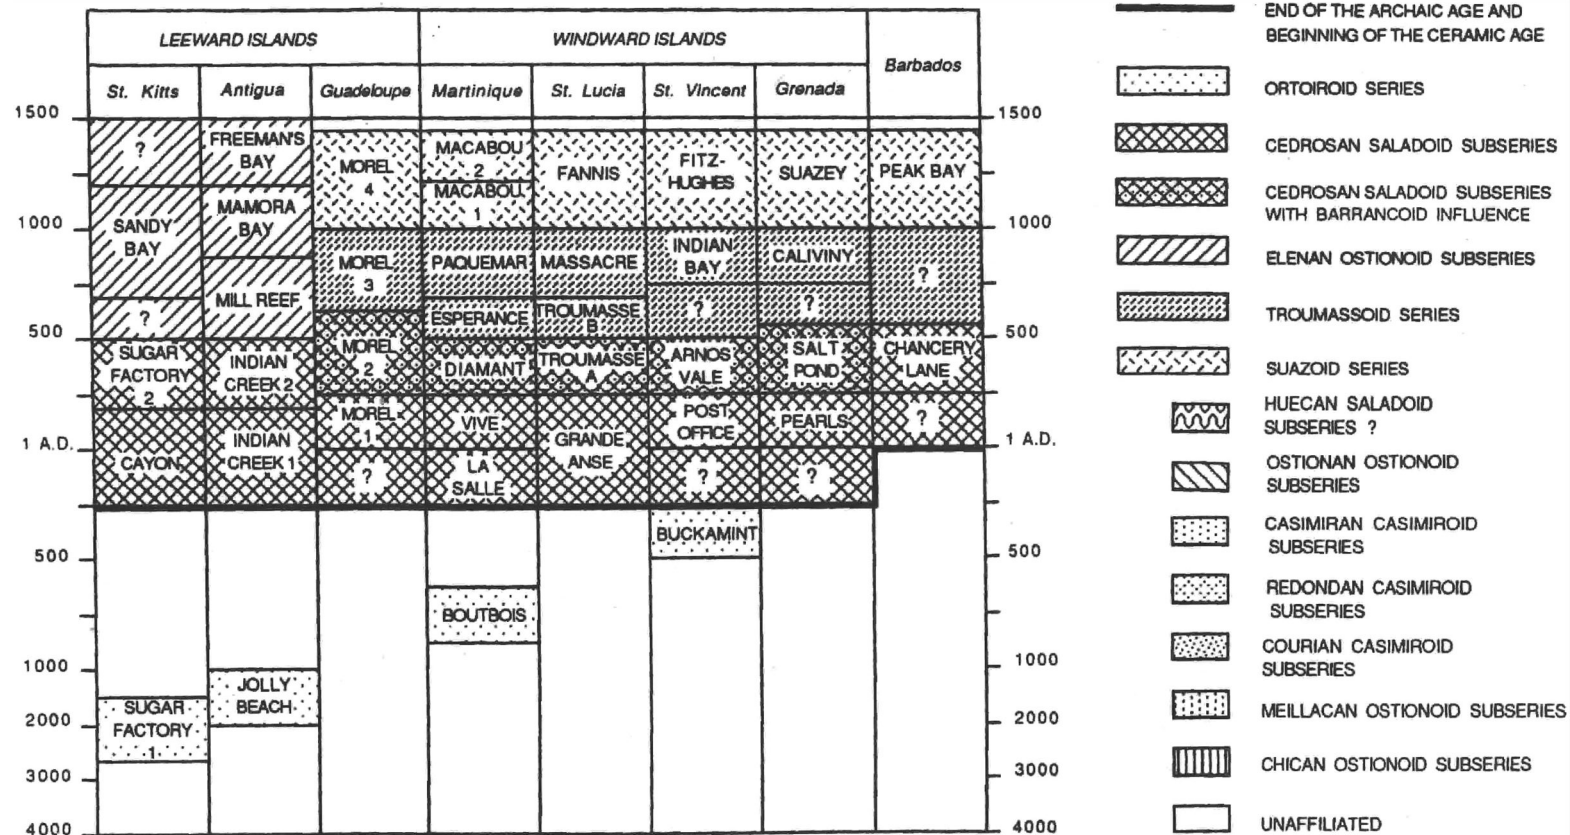 LEEWARD ISLANDS
WINDWARD ISLANDS
Barbados
St. Kitts
Antigua
Guadeloupe
Martinique
St. Lucia
St. Vincent
Grenada
1500
1000
500
1 A.D.
500
1000
2000
3000
4000
?
SANDY
BAY
?
SUGAR
FACTORY
2
CAYON
SUGAR
FACTORY
1
FREEMAN'S
BAY
MAMORA
BAY
MILL REEF
INDIAN
CREEK 2
INDIAN
CREEK 1
JOLLY
BEACH
MOREL
4
MOREL
3
MOREL
2
MOREL
1
?
MACABOU
2
MACABOU
1
PAQUEMAR
ESPERANCE
DIAMANT
VIVE
LA
SALLE
BOUTBOIS
FANNIS
MASSACRE
TROUMASSE
B
TROUMASSE
A
GRANDE
ANSE
FITZ-
HUGHES
INDIAN
BAY
?
ARNOS
VALE
POST
OFFICE
?
BUCKAMINT
SUAZEY
CALIVINY
?
SALT
POND
PEARLS
?
PEAK BAY
?
CHANCERY
LANE
?
1500
1000
500
1 A.D.
500
1000
2000
3000
4000
END OF THE ARCHAIC AGE AND
BEGINNING OF THE CERAMIC AGE
ORTOIROID SERIES
CEDROSAN SALADOID SUBSERIES
CEDROSAN SALADOID SUBSERIES
WITH BARRANCOID INFLUENCE
ELENAN OSTIONOID SUBSERIES
TROUMASSOID SERIES
SUAZOID SERIES
HUECAN SALADOID
SUBSERIES ?
OSTIONAN OSTIONOID
SUBSERIES
CASIMIRAN CASIMIROID
SUBSERIES
REDONDAN CASIMIROID
SUBSERIES
COURIAN CASIMIROID
SUBSERIES
MEILLACAN OSTIONOID SUBSERIES
CHICAN OSTIONOID SUBSERIES
UNAFFILIATED